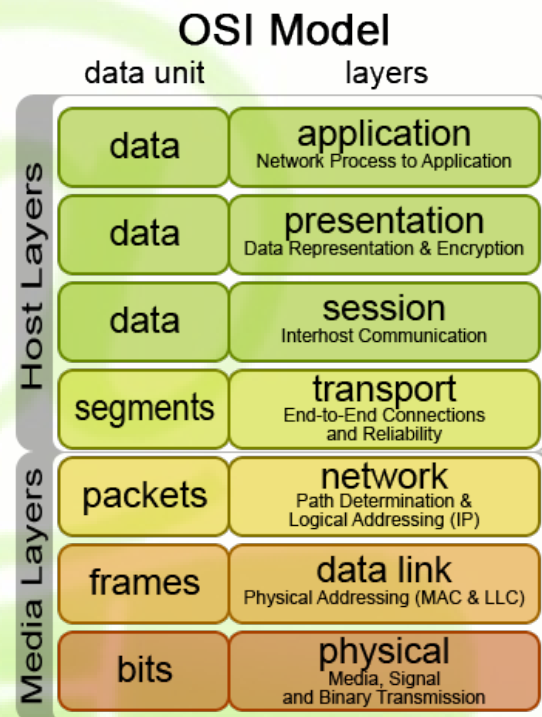 OSI Model
data unit layers
Host Layers
data
application
Network Process to Application
data
presentation
Data Representation & Encryption
data
session
Interhost Communication
segments
transport
End-to-End Connections
and Reliability
Media Layers
packets
network
Path Determination &
Logical Addressing (IP)
frames
data link
Physical Addressing (MAC & LLC)
bits
physical
Media, Signal
and Binary Transmission